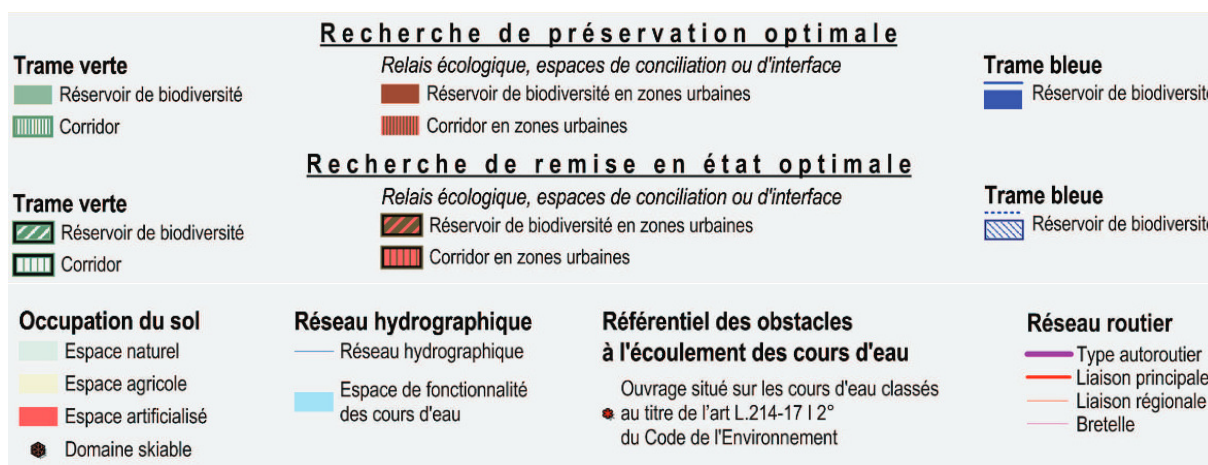 Recherche de préservation optimale
Trame verte
Réservoir de biodiversité
Corridor
Relais écologique, espaces de conciliation ou d'interface
Réservoir de biodiversité en zones urbaines
Corridor en zones urbaines
Trame bleue
Réservoir de biodiversité
Recherche de remise en état optimale
Trame verte
Réservoir de biodiversité
Corridor
Relais écologique, espaces de conciliation ou d'interface
Réservoir de biodiversité en zones urbaines
Corridor en zones urbaines
Trame bleue
Réservoir de biodiversité
Occupation du sol
Espace naturel
Espace agricole
Espace artificialisé
Domaine skiable
Réseau hydrographique
Réseau hydrographique
Espace de fonctionnalité
des cours d'eau
Référentiel des obstacles
à l'écoulement des cours d'eau
Ouvrage situé sur les cours d'eau classés
au titre de l'art L.214-17 I 2°
du Code de l'Environnement
Réseau routier
Type autoroutier
Liaison principale
Liaison régionale
Bretelle